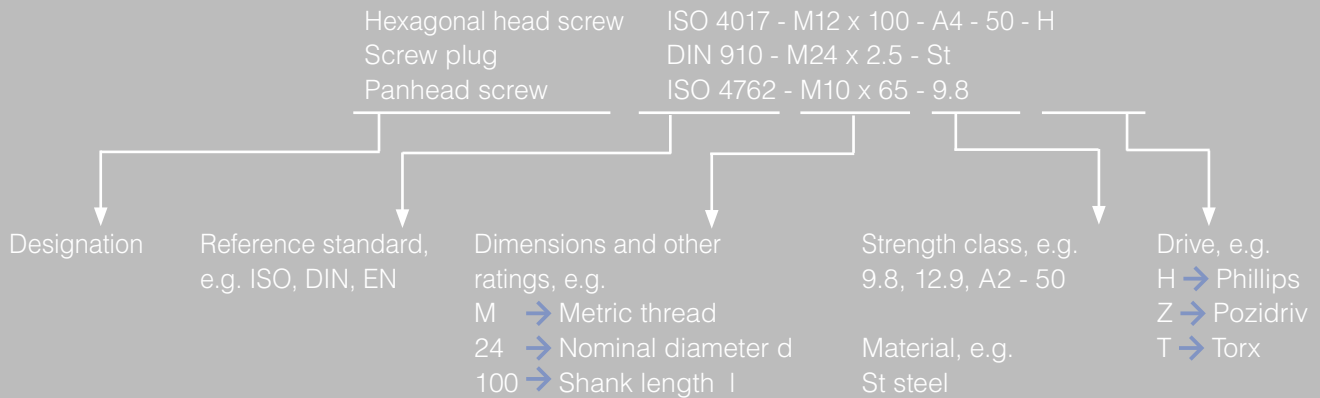 Hexagonal head screw ISO 4017 - M12 x 100 - A4 - 50 - H
Screw plug DIN 910 - M24 x 2.5 - St
Panhead screw ISO 4762 - M10 x 65 - 9.8
Designation
Reference standard,
e.g. ISO, DIN, EN
Dimensions and other
ratings, e.g.
M → Metric thread
24 → Nominal diameter d
100 → Shank length l
Strength class, e.g.
9.8, 12.9, A2 - 50
Material, e.g.
St steel
Drive, e.g.
H → Phillips
Z → Pozidriv
T → Torx